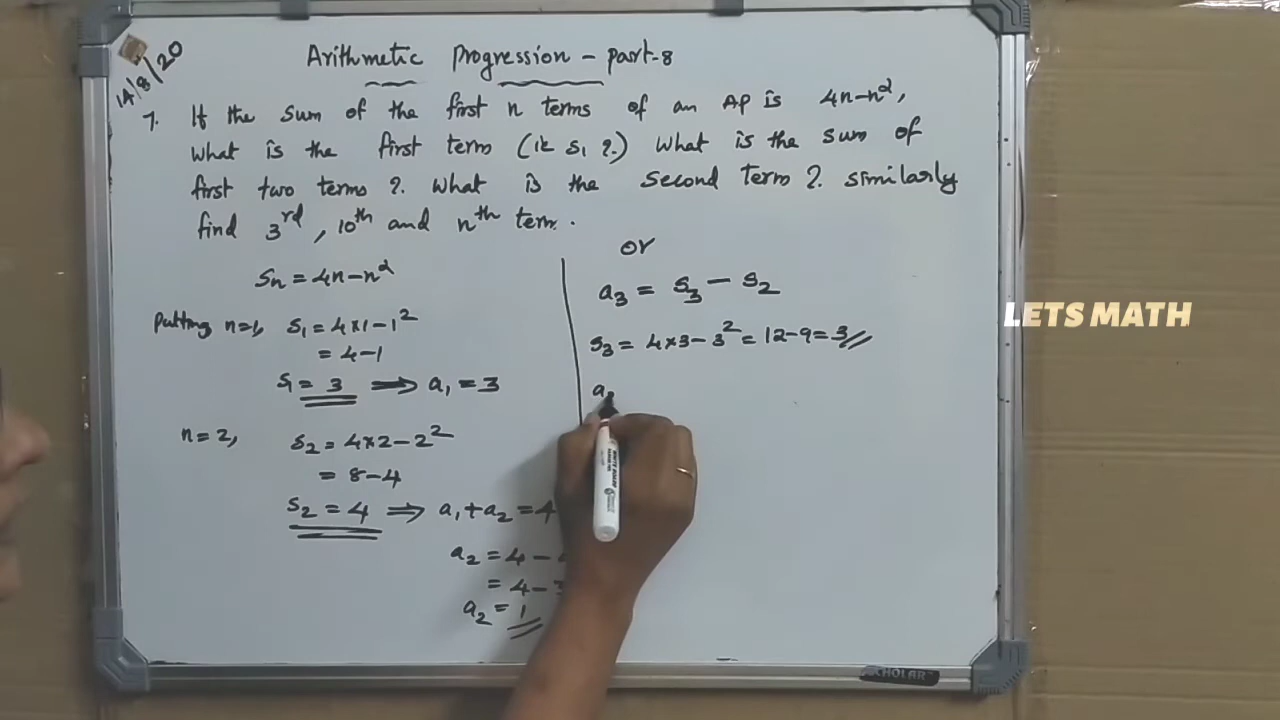 14/8/20
Arithmetic Progression - part-8
7. If the sum of the first n terms of an AP is 4n-n²,
what is the first term (ie S₁ ?.) what is the sum of
first two terms ?. what is the second term ?. similarly
find 3rd, 10th and nth term.
Sn = 4n-n²
Putting n=1, S₁ = 4×1-1²
= 4-1
S₁ = 3 ⟹ a₁ = 3
n=2, S₂ = 4×2-2²
= 8-4
S₂ = 4 ⟹ a₁+a₂ = 4
a₂ = 4 -
= 4-3
a₂ = 1
or
a₃ = S₃ - S₂
S₃ = 4×3-3² = 12-9=3
a
LETS MATH
SCHOLAR